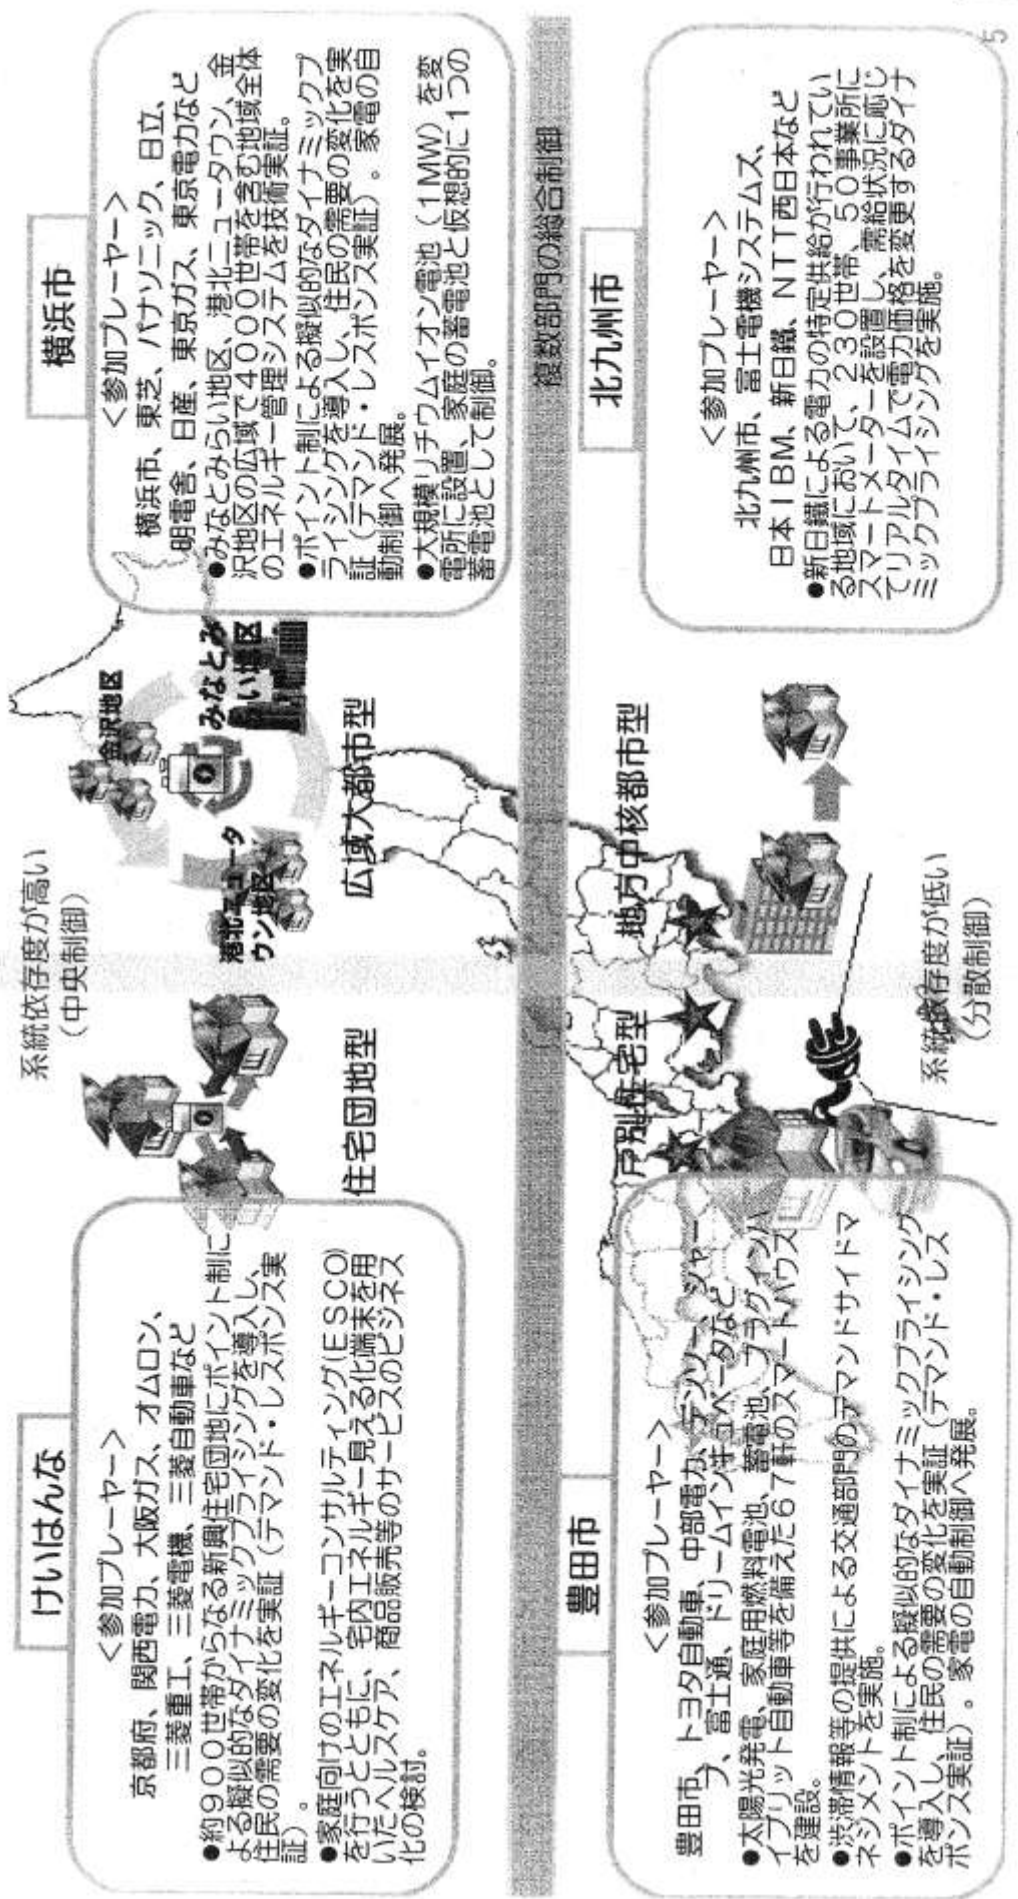 けいはんな
＜参加プレーヤー＞
京都府、関西電力、大阪ガス、オムロン、
三菱重工、三菱電機、三菱自動車など
●約９００世帯からなる新興住宅団地にポイント制に
よる擬似的なダイナミックプライシングを導入し、
住民の需要の変化を実証（デマンド・レスポンス実
証）。
●家庭向けのエネルギーコンサルティング(ESCO)
を行うとともに、宅内エネルギー見える化端末を用
いたヘルスケア、商品販売等のサービスのビジネス
化の検討。
住宅団地型
系統依存度が高い
（中央制御）
金沢地区
港北ニュータ
ウン地区
みなとみ
らい地区
広域大都市型
横浜市
＜参加プレーヤー＞
横浜市、東芝、パナソニック、日立、
明電舎、日産、東京ガス、東京電力など
●みなとみらい地区、港北ニュータウン、金
沢地区の広域で４０００世帯を含む地域全体
のエネルギー管理システムを技術実証。
●ポイント制による擬似的なダイナミックプ
ライシングを導入し、住民の需要の変化を実
証（デマンド・レスポンス実証）。家電の自
動制御へ発展。
●大規模リチウムイオン電池（１MW）を変
電所に設置、家庭の蓄電池と仮想的に１つの
蓄電池として制御。
複数部門の総合制御
豊田市
＜参加プレーヤー＞
豊田市、トヨタ自動車、中部電力、デンソー、シャー
プ、富士通、ドリームインキュベータなど
●太陽光発電、家庭用燃料電池、蓄電池、プラグインハ
イブリット自動車等を備えた６７軒のスマートハウス
を建設。
●渋滞情報等の提供による交通部門のデマンドサイドマ
ネジメントを実施。
●ポイント制による擬似的なダイナミックプライシング
を導入し、住民の需要の変化を実証（デマンド・レス
ポンス実証）。家電の自動制御へ発展。
戸別住宅型
地方中核都市型
系統依存度が低い
（分散制御）
北九州市
＜参加プレーヤー＞
北九州市、富士電機システムズ、
日本ＩＢＭ、新日鐵、ＮＴＴ西日本など
●新日鐵による電力の特定供給が行われてい
る地域において、２３０世帯、５０事業所に
スマートメーターを設置し、需給状況に応じ
てリアルタイムで電力価格を変更するダイナ
ミックプライシングを実施。
5